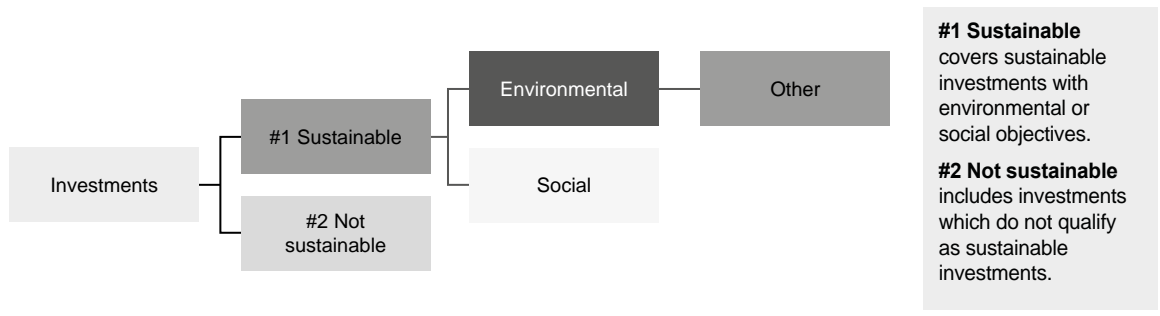 Investments
#1 Sustainable
#2 Not
sustainable
Environmental
Social
Other
#1 Sustainable
covers sustainable
investments with
environmental or
social objectives.
#2 Not sustainable
includes investments
which do not qualify
as sustainable
investments.